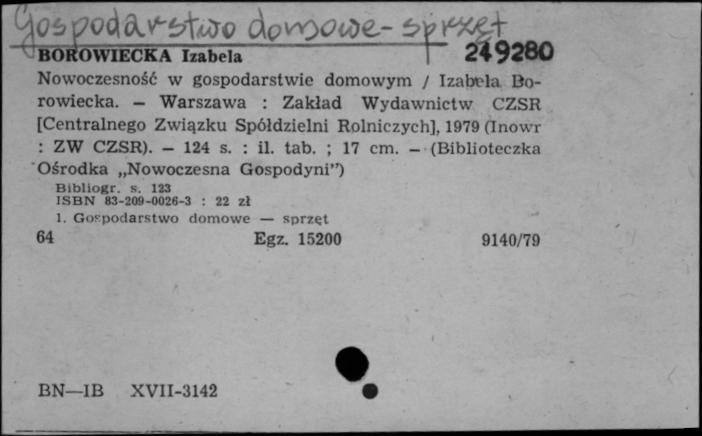 Gospodarstwo domowe - sprzęt
BOROWIECKA Izabela 249280
Nowoczesność w gospodarstwie domowym / Izabela Bo-
rowiecka. — Warszawa : Zakład Wydawnictw CZSR
[Centralnego Związku Spółdzielni Rolniczych], 1979 (Inowr
: ZW CZSR). — 124 s. : il. tab. ; 17 cm. — (Biblioteczka
Ośrodka „Nowoczesna Gospodyni”)
Bibliogr. s. 123
ISBN 83-209-0026-3 : 22 zł
1. Gospodarstwo domowe — sprzęt
64 Egz. 15200 9140/79
BN—IB XVII-3142